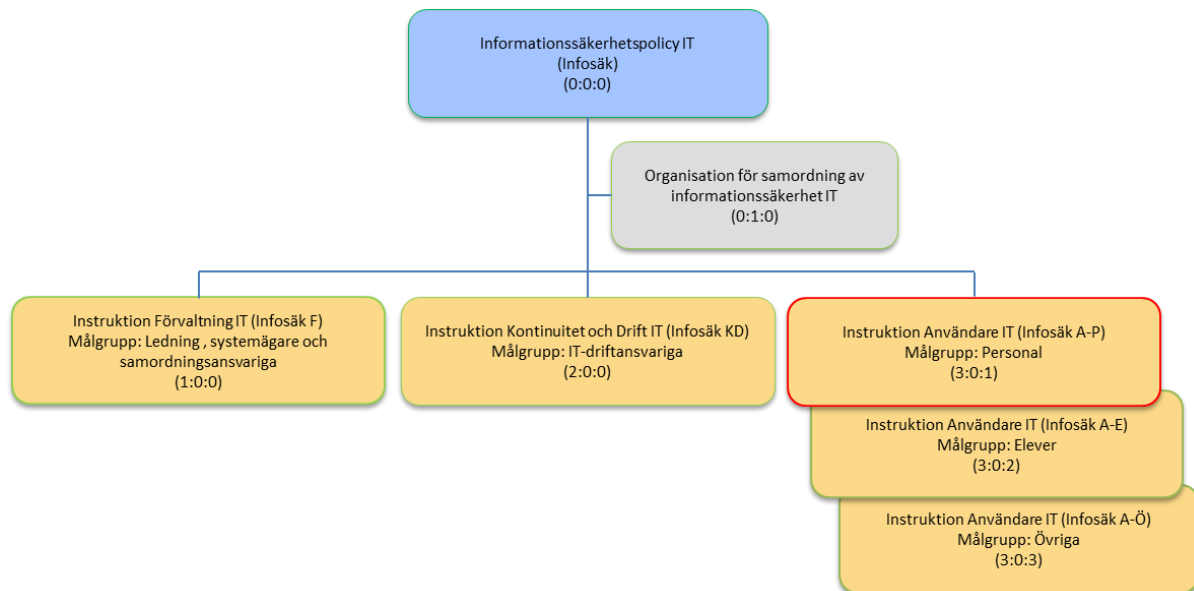 Informationssäkerhetspolicy IT
(Infosäk)
(0:0:0)
Organisation för samordning av
informationssäkerhet IT
(0:1:0)
Instruktion Förvaltning IT (Infosäk F)
Målgrupp: Ledning , systemägare och
samordningsansvariga
(1:0:0)
Instruktion Kontinuitet och Drift IT (Infosäk KD)
Målgrupp: IT-driftansvariga
(2:0:0)
Instruktion Användare IT (Infosäk A-P)
Målgrupp: Personal
(3:0:1)
Instruktion Användare IT (Infosäk A-E)
Målgrupp: Elever
(3:0:2)
Instruktion Användare IT (Infosäk A-Ö)
Målgrupp: Övriga
(3:0:3)